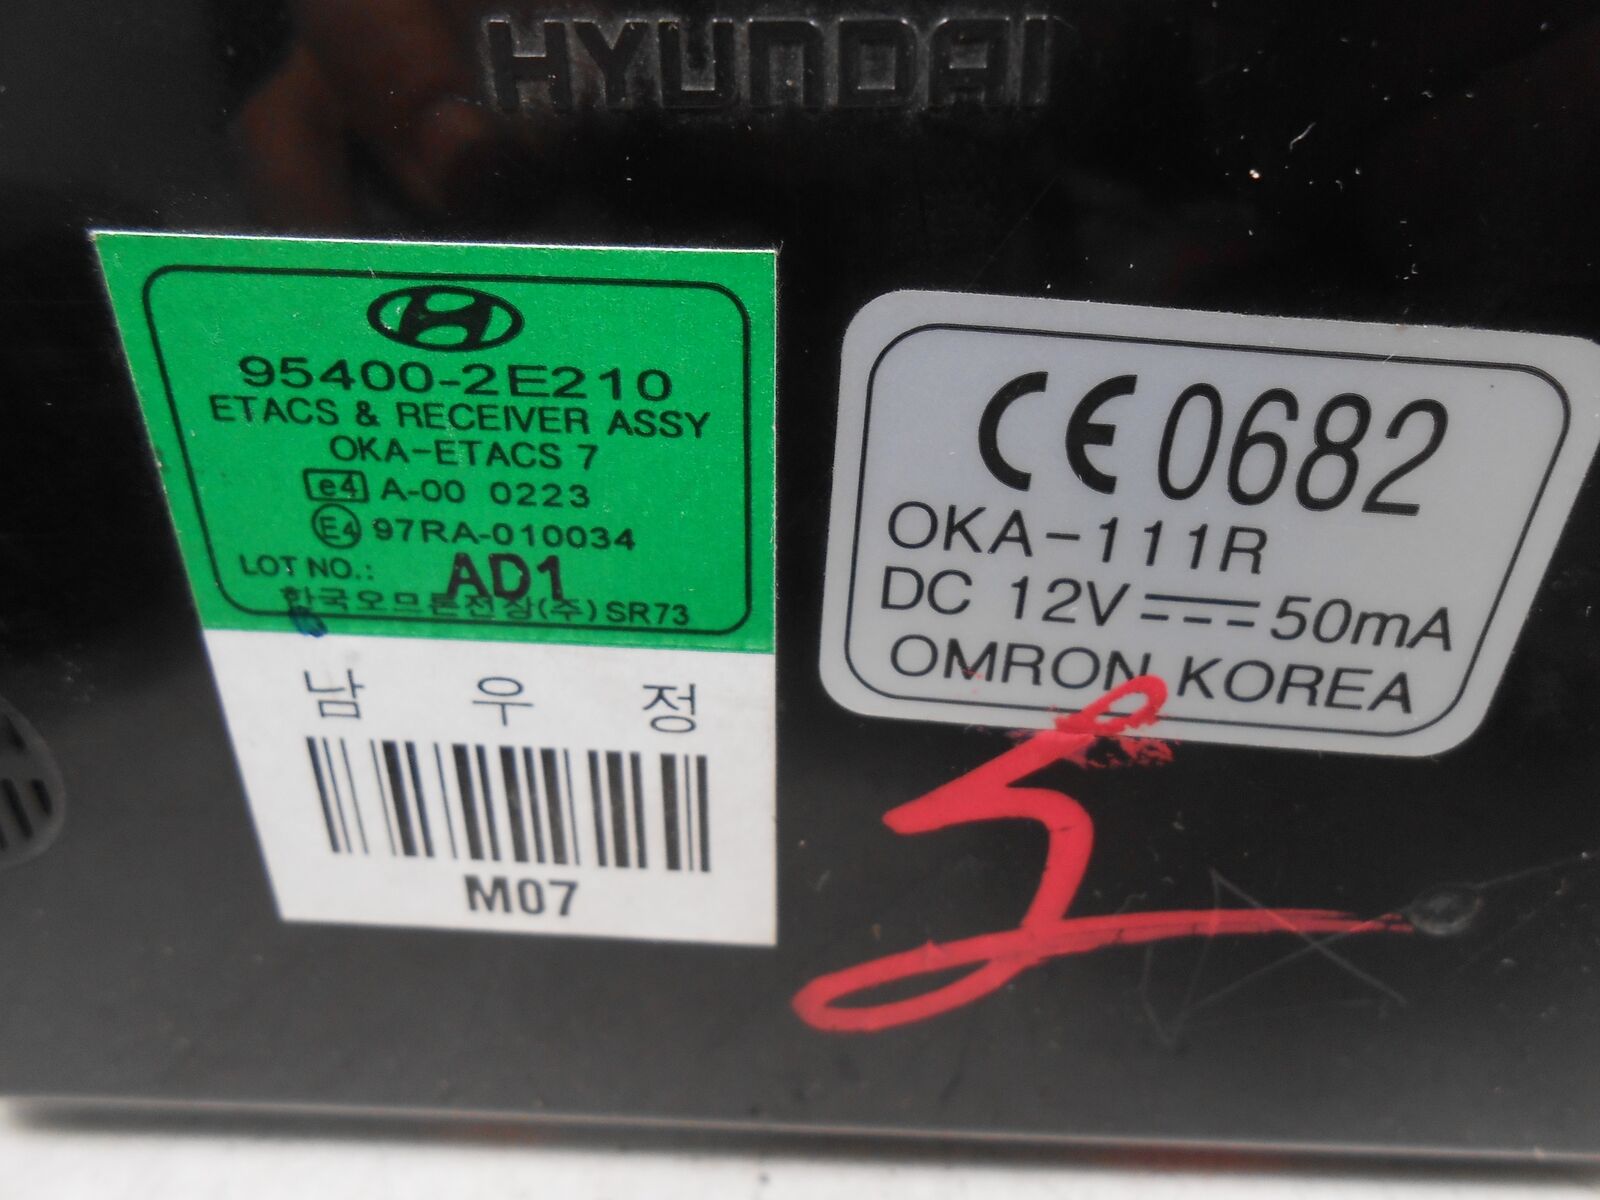 HYUNDAI
95400-2E210
ETACS & RECEIVER ASSY
OKA-ETACS 7
e4 A-00 0223
E4 97RA-010034
LOT NO.: AD1
한국오므론전장(주) SR73
남 우 정
M07
CE0682
OKA-111R
DC 12V 50mA
OMRON KOREA